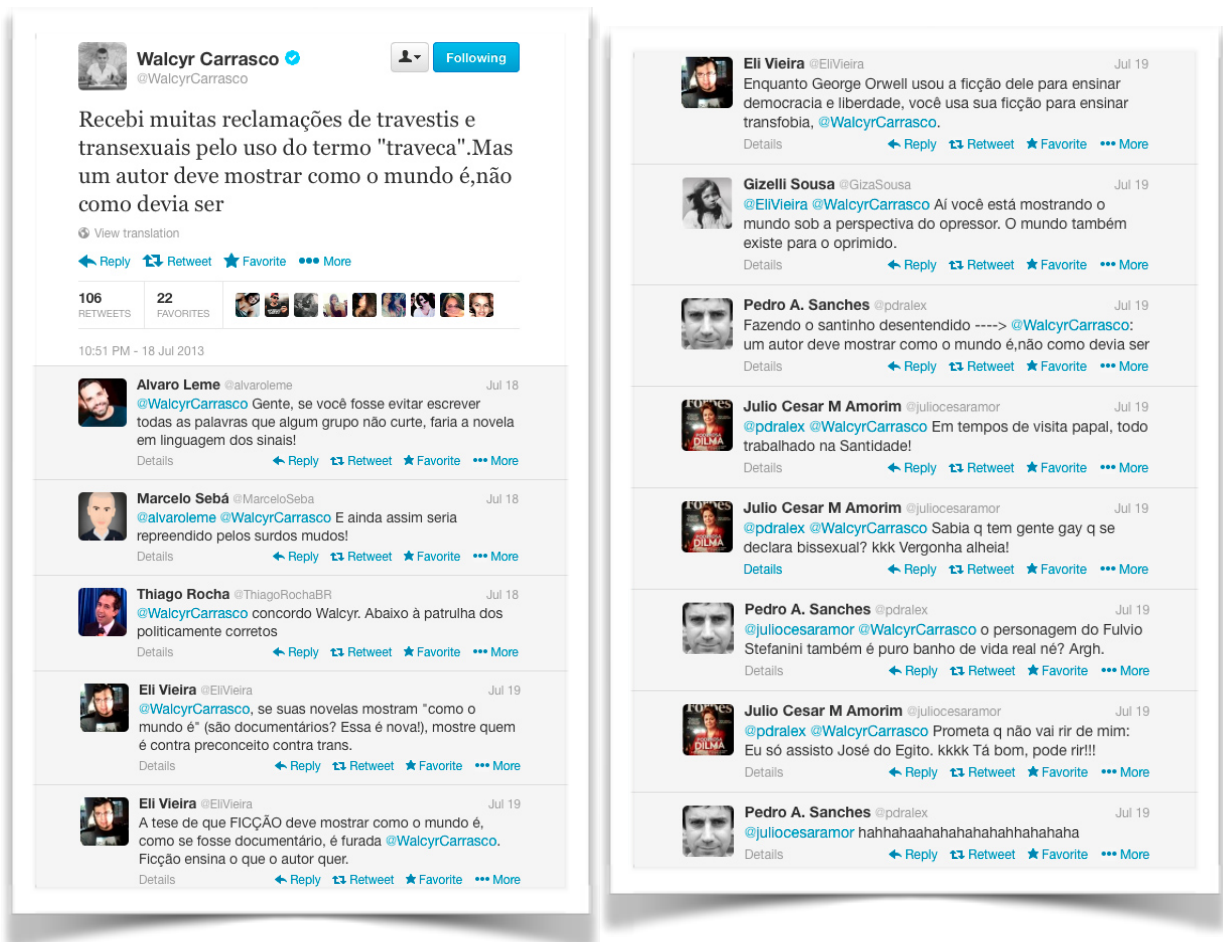 Walcyr Carrasco
@WalcyrCarrasco
Following
Recebi muitas reclamações de travestis e
transexuais pelo uso do termo "traveca".Mas
um autor deve mostrar como o mundo é,não
como devia ser
View translation
Reply Retweet Favorite More
106 RETWEETS
22 FAVORITES
10:51 PM - 18 Jul 2013
Alvaro Leme @alvaroleme Jul 18
@WalcyrCarrasco Gente, se você fosse evitar escrever
todas as palavras que algum grupo não curte, faria a novela
em linguagem dos sinais!
Details Reply Retweet Favorite More
Marcelo Sebá @MarceloSeba Jul 18
@alvaroleme @WalcyrCarrasco E ainda assim seria
repreendido pelos surdos mudos!
Details Reply Retweet Favorite More
Thiago Rocha @ThiagoRochaBR Jul 18
@WalcyrCarrasco concordo Walcyr. Abaixo à patrulha dos
politicamente corretos
Details Reply Retweet Favorite More
Eli Vieira @EliVieira Jul 19
@WalcyrCarrasco, se suas novelas mostram "como o
mundo é" (são documentários? Essa é nova!), mostre quem
é contra preconceito contra trans.
Details Reply Retweet Favorite More
Eli Vieira @EliVieira Jul 19
A tese de que FICÇÃO deve mostrar como o mundo é,
como se fosse documentário, é furada @WalcyrCarrasco.
Ficção ensina o que o autor quer.
Details Reply Retweet Favorite More
Eli Vieira @EliVieira Jul 19
Enquanto George Orwell usou a ficção dele para ensinar
democracia e liberdade, você usa sua ficção para ensinar
transfobia, @WalcyrCarrasco.
Details Reply Retweet Favorite More
Gizelli Sousa @GizaSousa Jul 19
@EliVieira @WalcyrCarrasco Aí você está mostrando o
mundo sob a perspectiva do opressor. O mundo também
existe para o oprimido.
Details Reply Retweet Favorite More
Pedro A. Sanches @pdralex Jul 19
Fazendo o santinho desentendido ----> @WalcyrCarrasco:
um autor deve mostrar como o mundo é,não como devia ser
Details Reply Retweet Favorite More
Julio Cesar M Amorim @juliocesaramor Jul 19
@pdralex @WalcyrCarrasco Em tempos de visita papal, todo
trabalhado na Santidade!
Details Reply Retweet Favorite More
Julio Cesar M Amorim @juliocesaramor Jul 19
@pdralex @WalcyrCarrasco Sabia q tem gente gay q se
declara bissexual? kkk Vergonha alheia!
Details Reply Retweet Favorite More
Pedro A. Sanches @pdralex Jul 19
@juliocesaramor @WalcyrCarrasco o personagem do Fulvio
Stefanini também é puro banho de vida real né? Argh.
Details Reply Retweet Favorite More
Julio Cesar M Amorim @juliocesaramor Jul 19
@pdralex @WalcyrCarrasco Prometa q não vai rir de mim:
Eu só assisto José do Egito. kkkk Tá bom, pode rir!!!
Details Reply Retweet Favorite More
Pedro A. Sanches @pdralex Jul 19
@juliocesaramor hahhahaahahahahahahhahahaha
Details Reply Retweet Favorite More